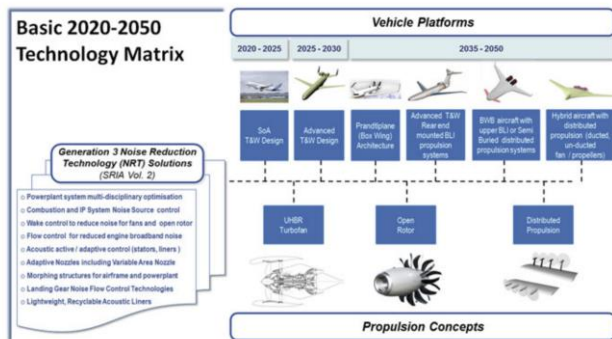 Basic 2020-2050
Technology Matrix
Vehicle Platforms
2020 - 2025
2025 - 2030
2035 - 2050
SoA
T&W Design
Advanced
T&W Design
Prandtlplane
(Box Wing)
Architecture
Advanced T&W
Rear end
mounted BLI
propulsion
systems
BWB aircraft with
upper BLI or Semi
Buried distributed
propulsion systems
Hybrid aircraft with
distributed
propulsion (ducted,
un-ducted
fan / propellers)
Generation 3 Noise Reduction
Technology (NRT) Solutions
(SRIA Vol. 2)
o Powerplant system multi-disciplinary optimisation
o Combustion and IP System Noise Source control
o Wake control to reduce noise for fans and open rotor
o Flow control for reduced engine broadband noise
o Acoustic active / adaptive control (stators, liners )
o Adaptive Nozzles including Variable Area Nozzle
o Morphing structures for airframe and powerplant
o Landing Gear Noise Flow Control Technologies
o Lightweight, Recyclable Acoustic Liners
UHBR
Turbofan
Open
Rotor
Distributed
Propulsion
Propulsion Concepts